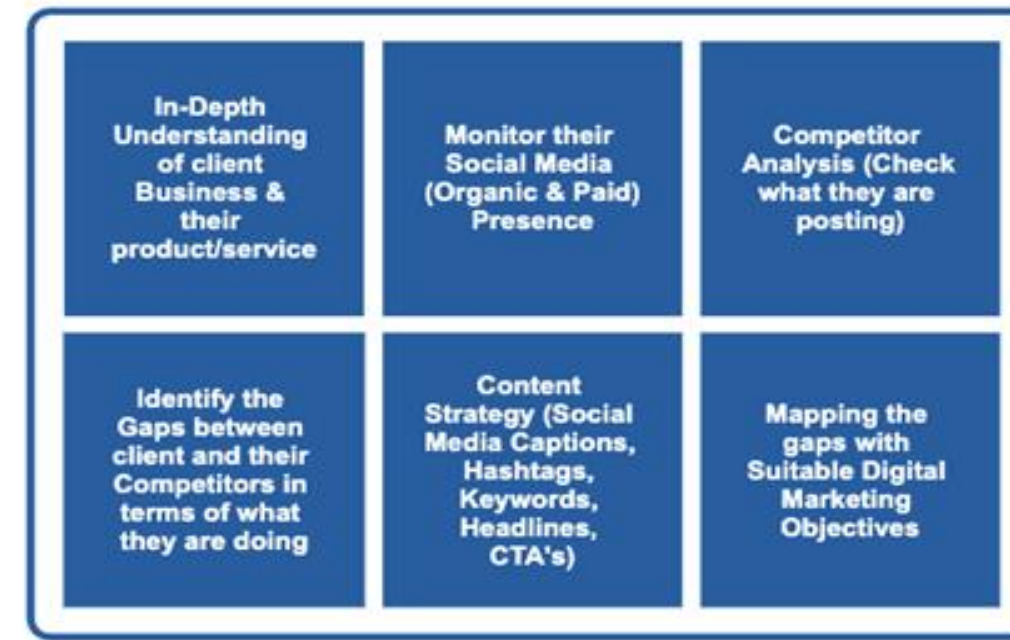 In-Depth
Understanding
of client
Business &
their
product/service
Monitor their
Social Media
(Organic & Paid)
Presence
Competitor
Analysis (Check
what they are
posting)
Identify the
Gaps between
client and their
Competitors in
terms of what
they are doing
Content
Strategy (Social
Media Captions,
Hashtags,
Keywords,
Headlines,
CTA's)
Mapping the
gaps with
Suitable Digital
Marketing
Objectives